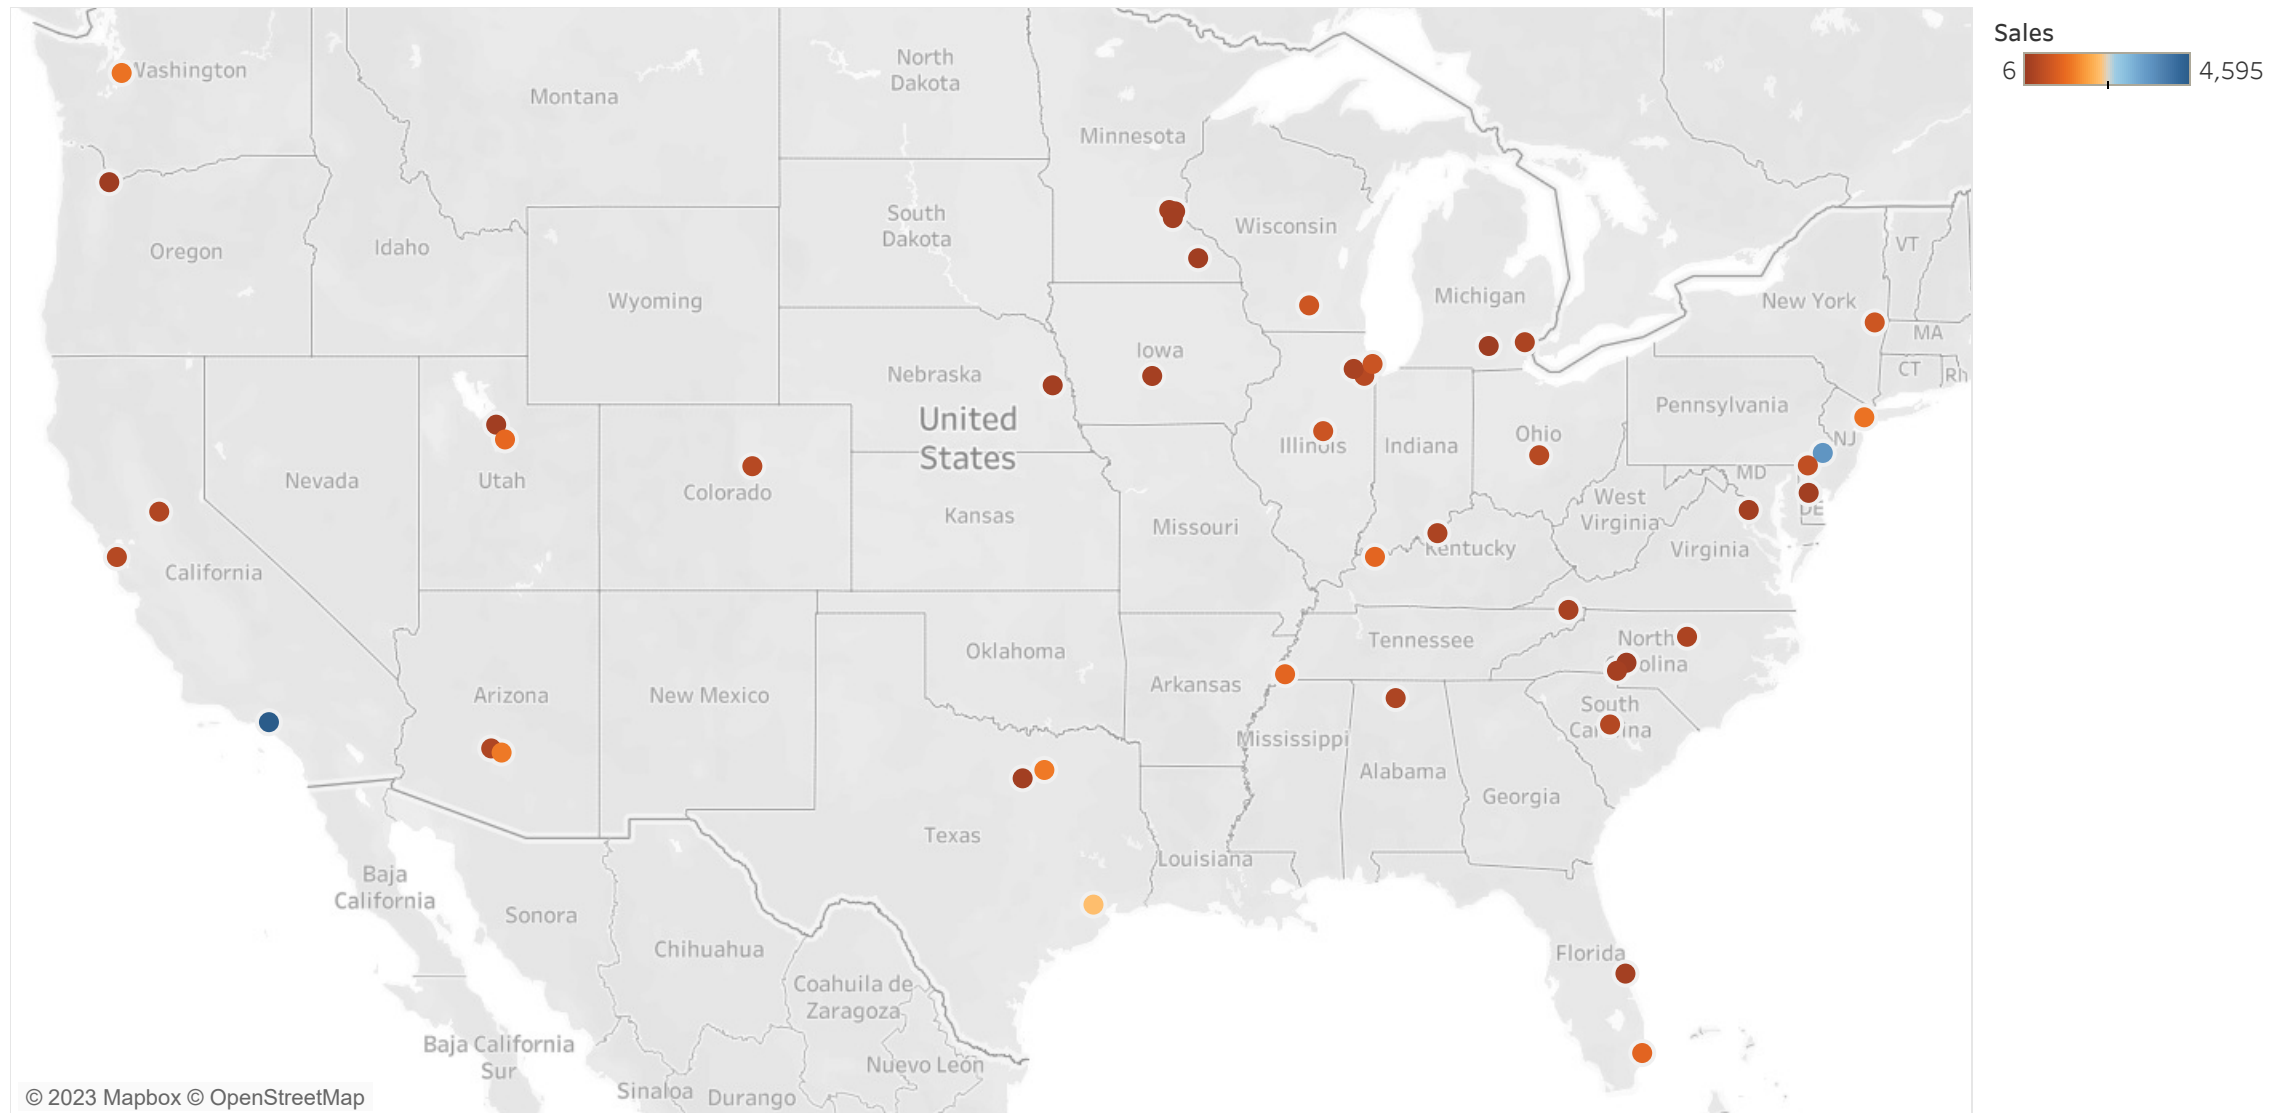 Sales
6
4,595
Washington
Montana
North
Dakota
Minnesota
South
Dakota
Wisconsin
Oregon
Idaho
VT
Wyoming
Michigan
New York
MA
Iowa
CT
Rh
Nebraska
Pennsylvania
United
States
Ohio
NJ
Illinois
Indiana
Nevada
Utah
Colorado
MD
West
Virginia
DE
Kansas
Missouri
Kentucky
Virginia
California
Oklahoma
Tennessee
North
olina
Arizona
New Mexico
Arkansas
South
Carolina
Mississippi
Alabama
Georgia
Texas
Louisiana
Baja
California
Sonora
Chihuahua
Florida
Coahuila de
Zaragoza
Baja California
Sur
Nuevo León
Sinaloa
Durango
© 2023 Mapbox © OpenStreetMap